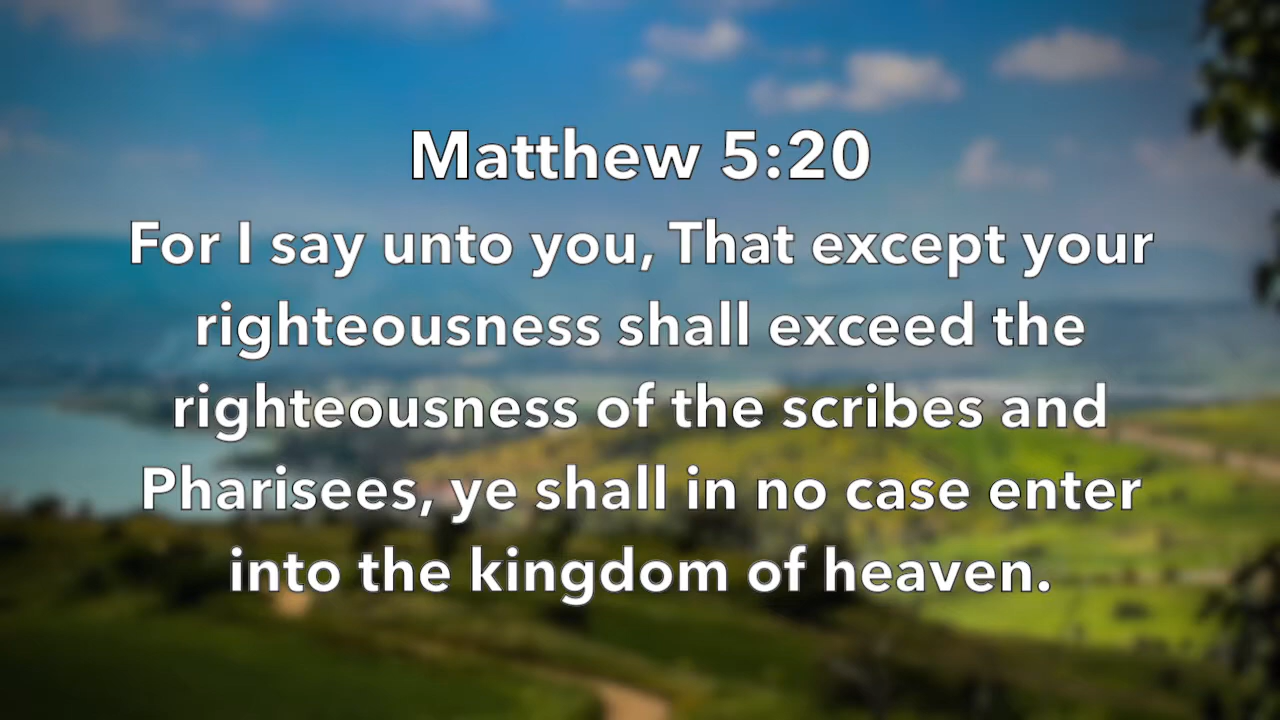 Matthew 5:20
For I say unto you, That except your
righteousness shall exceed the
righteousness of the scribes and
Pharisees, ye shall in no case enter
into the kingdom of heaven.